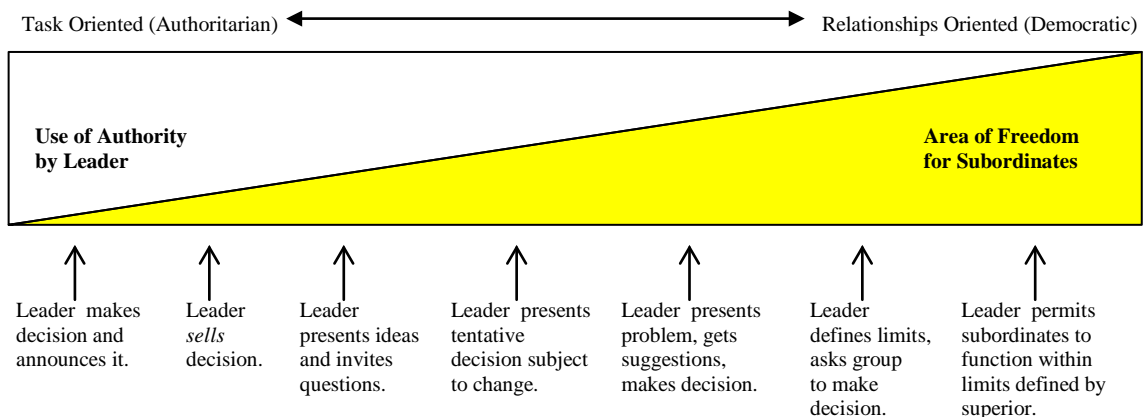 Task Oriented (Authoritarian)
Relationships Oriented (Democratic)
Use of Authority
by Leader
Area of Freedom
for Subordinates
Leader makes
decision and
announces it.
Leader
sells
decision.
Leader
presents ideas
and invites
questions.
Leader presents
tentative
decision subject
to change.
Leader presents
problem, gets
suggestions,
makes decision.
Leader
defines limits,
asks group
to make
decision.
Leader permits
subordinates to
function within
limits defined by
superior.